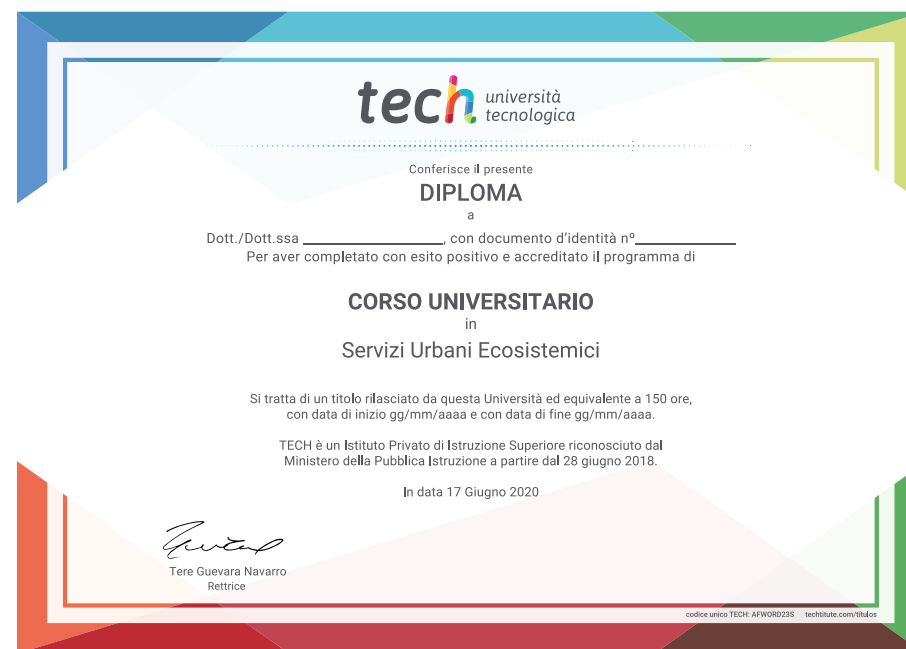 tech università
tecnologica
Conferisce il presente
DIPLOMA
a
Dott./Dott.ssa ____________________, con documento d'identità nº______________
Per aver completato con esito positivo e accreditato il programma di
CORSO UNIVERSITARIO
in
Servizi Urbani Ecosistemici
Si tratta di un titolo rilasciato da questa Università ed equivalente a 150 ore,
con data di inizio gg/mm/aaaa e con data di fine gg/mm/aaaa.
TECH è un Istituto Privato di Istruzione Superiore riconosciuto dal
Ministero della Pubblica Istruzione a partire dal 28 giugno 2018.
In data 17 Giugno 2020
Tere Guevara Navarro
Rettrice
codice unico TECH: AFWORD23S techtitute.com/titulos